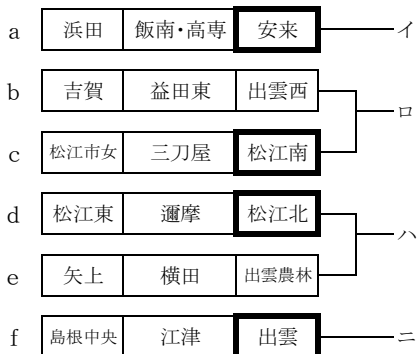 a 浜田 飯南・高専 安来 イ
b 吉賀 益田東 出雲西
ロ
c 松江市女 三刀屋 松江南
d 松江東 邇摩 松江北
ハ
e 矢上 横田 出雲農林
f 島根中央 江津 出雲 ニ